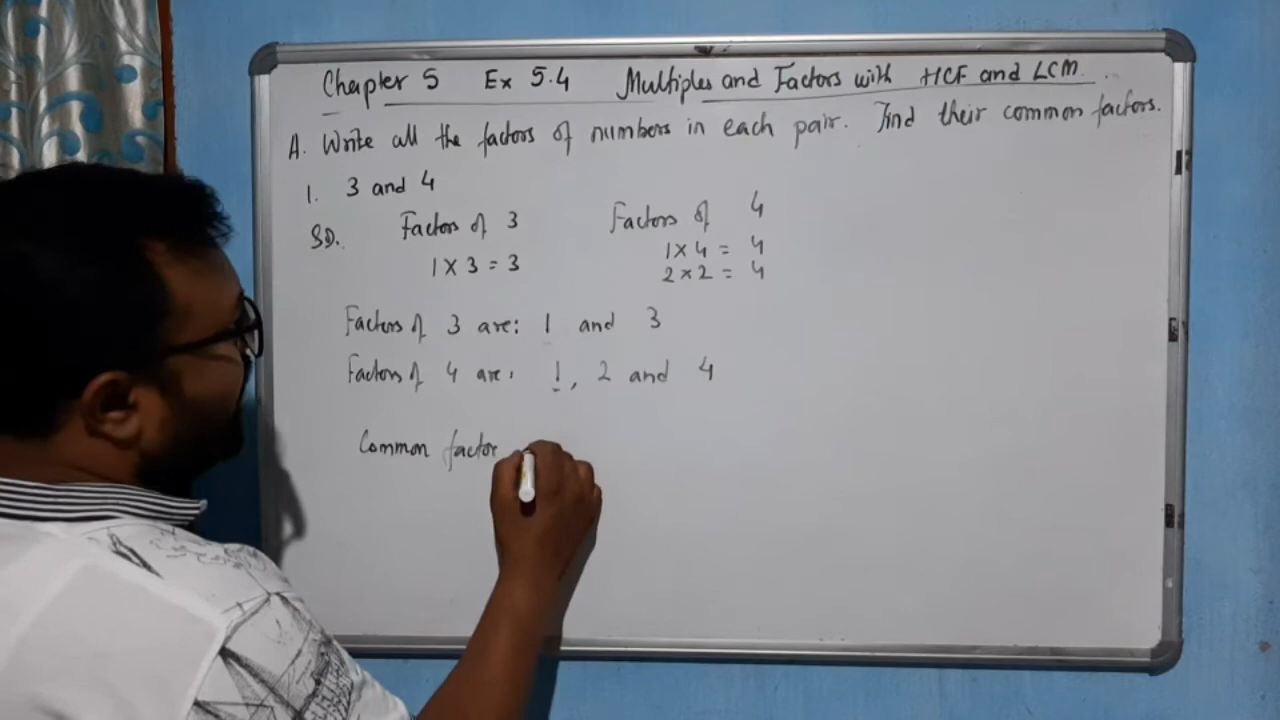 Chapter 5 Ex 5.4 Multiples and Factors with HCF and LCM.
A. Write all the factors of numbers in each pair. Find their common factors.
1. 3 and 4
Factors of 3 Factors of 4
1 X 3 = 3 1 X 4 = 4
2 x 2 = 4
Factors of 3 are: 1 and 3
Factors of 4 are: 1, 2 and 4
Common factor